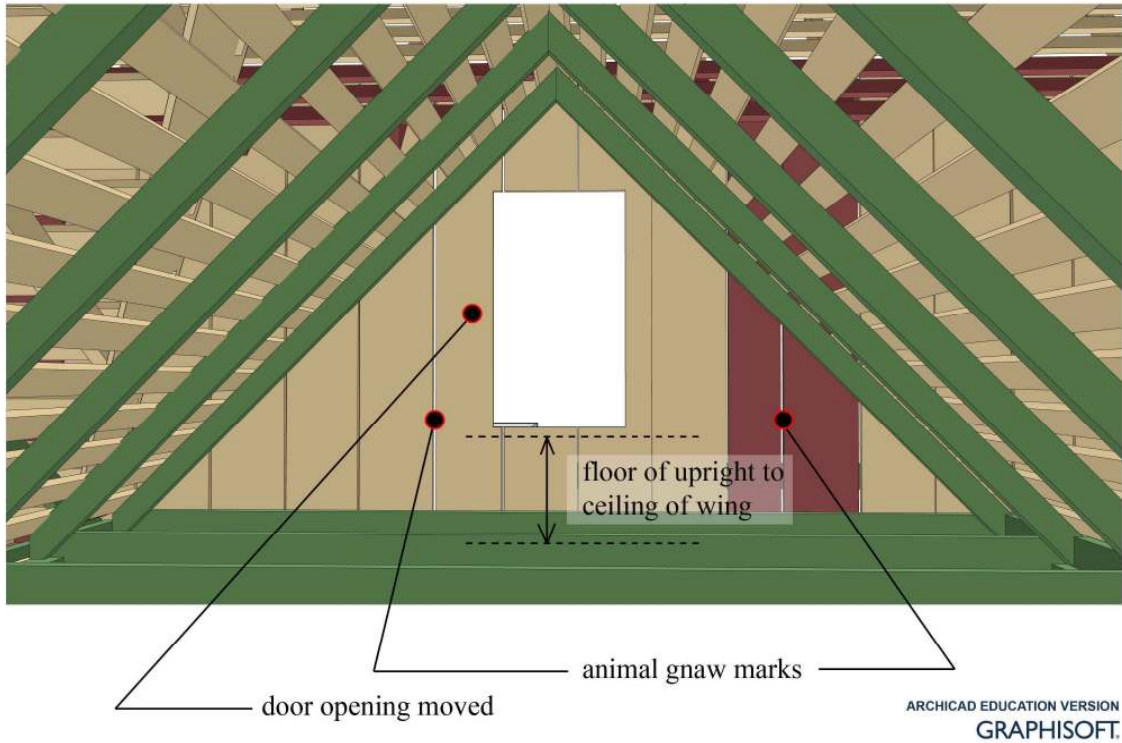 floor of upright to
ceiling of wing
animal gnaw marks
door opening moved
ARCHICAD EDUCATION VERSION
GRAPHISOFT.